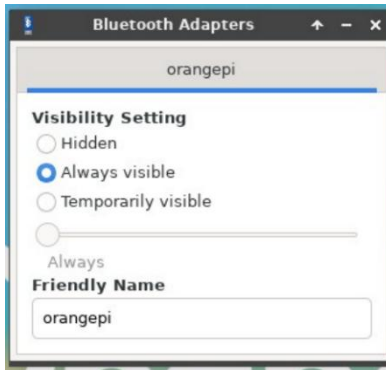 Bluetooth Adapters
orangepi
Visibility Setting
Hidden
Always visible
Temporarily visible
Always
Friendly Name
orangepi